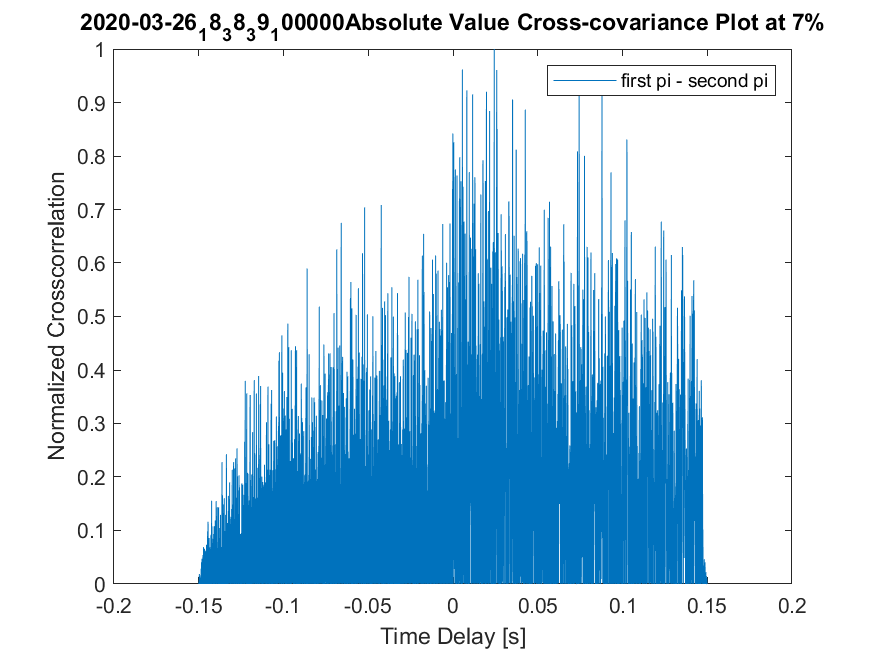 2020-03-26₁8₃8₃9₁00000Absolute Value Cross-covariance Plot at 7%
first pi - second pi
Normalized Crosscorrelation
1
0.9
0.8
0.7
0.6
0.5
0.4
0.3
0.2
0.1
0
-0.2 -0.15 -0.1 -0.05 0 0.05 0.1 0.15 0.2
Time Delay [s]